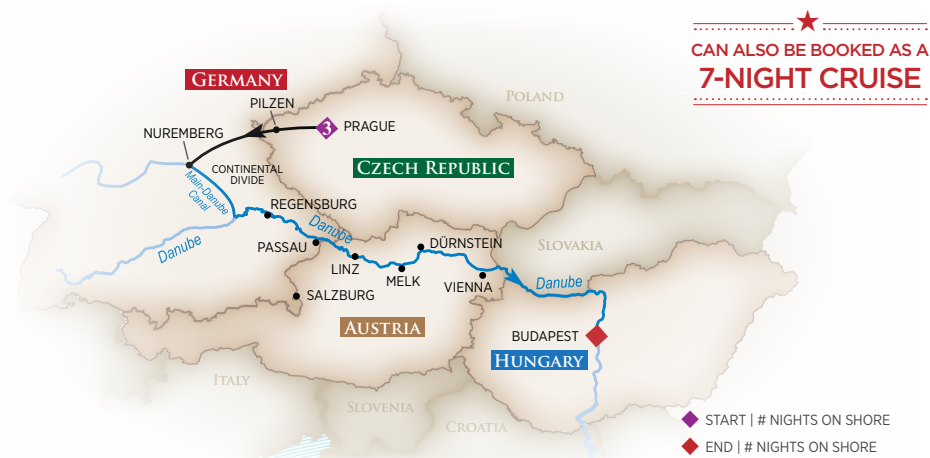 CAN ALSO BE BOOKED AS A
7-NIGHT CRUISE
GERMANY
POLAND
PILZEN
3
PRAGUE
NUREMBERG
CONTINENTAL
DIVIDE
CZECH REPUBLIC
Main-Danube
Canal
REGENSBURG
Danube
Danube
PASSAU
DÜRNSTEIN
SLOVAKIA
LINZ
MELK
VIENNA
Danube
SALZBURG
AUSTRIA
BUDAPEST
HUNGARY
ITALY
SLOVENIA
CROATIA
START | # NIGHTS ON SHORE
END | # NIGHTS ON SHORE